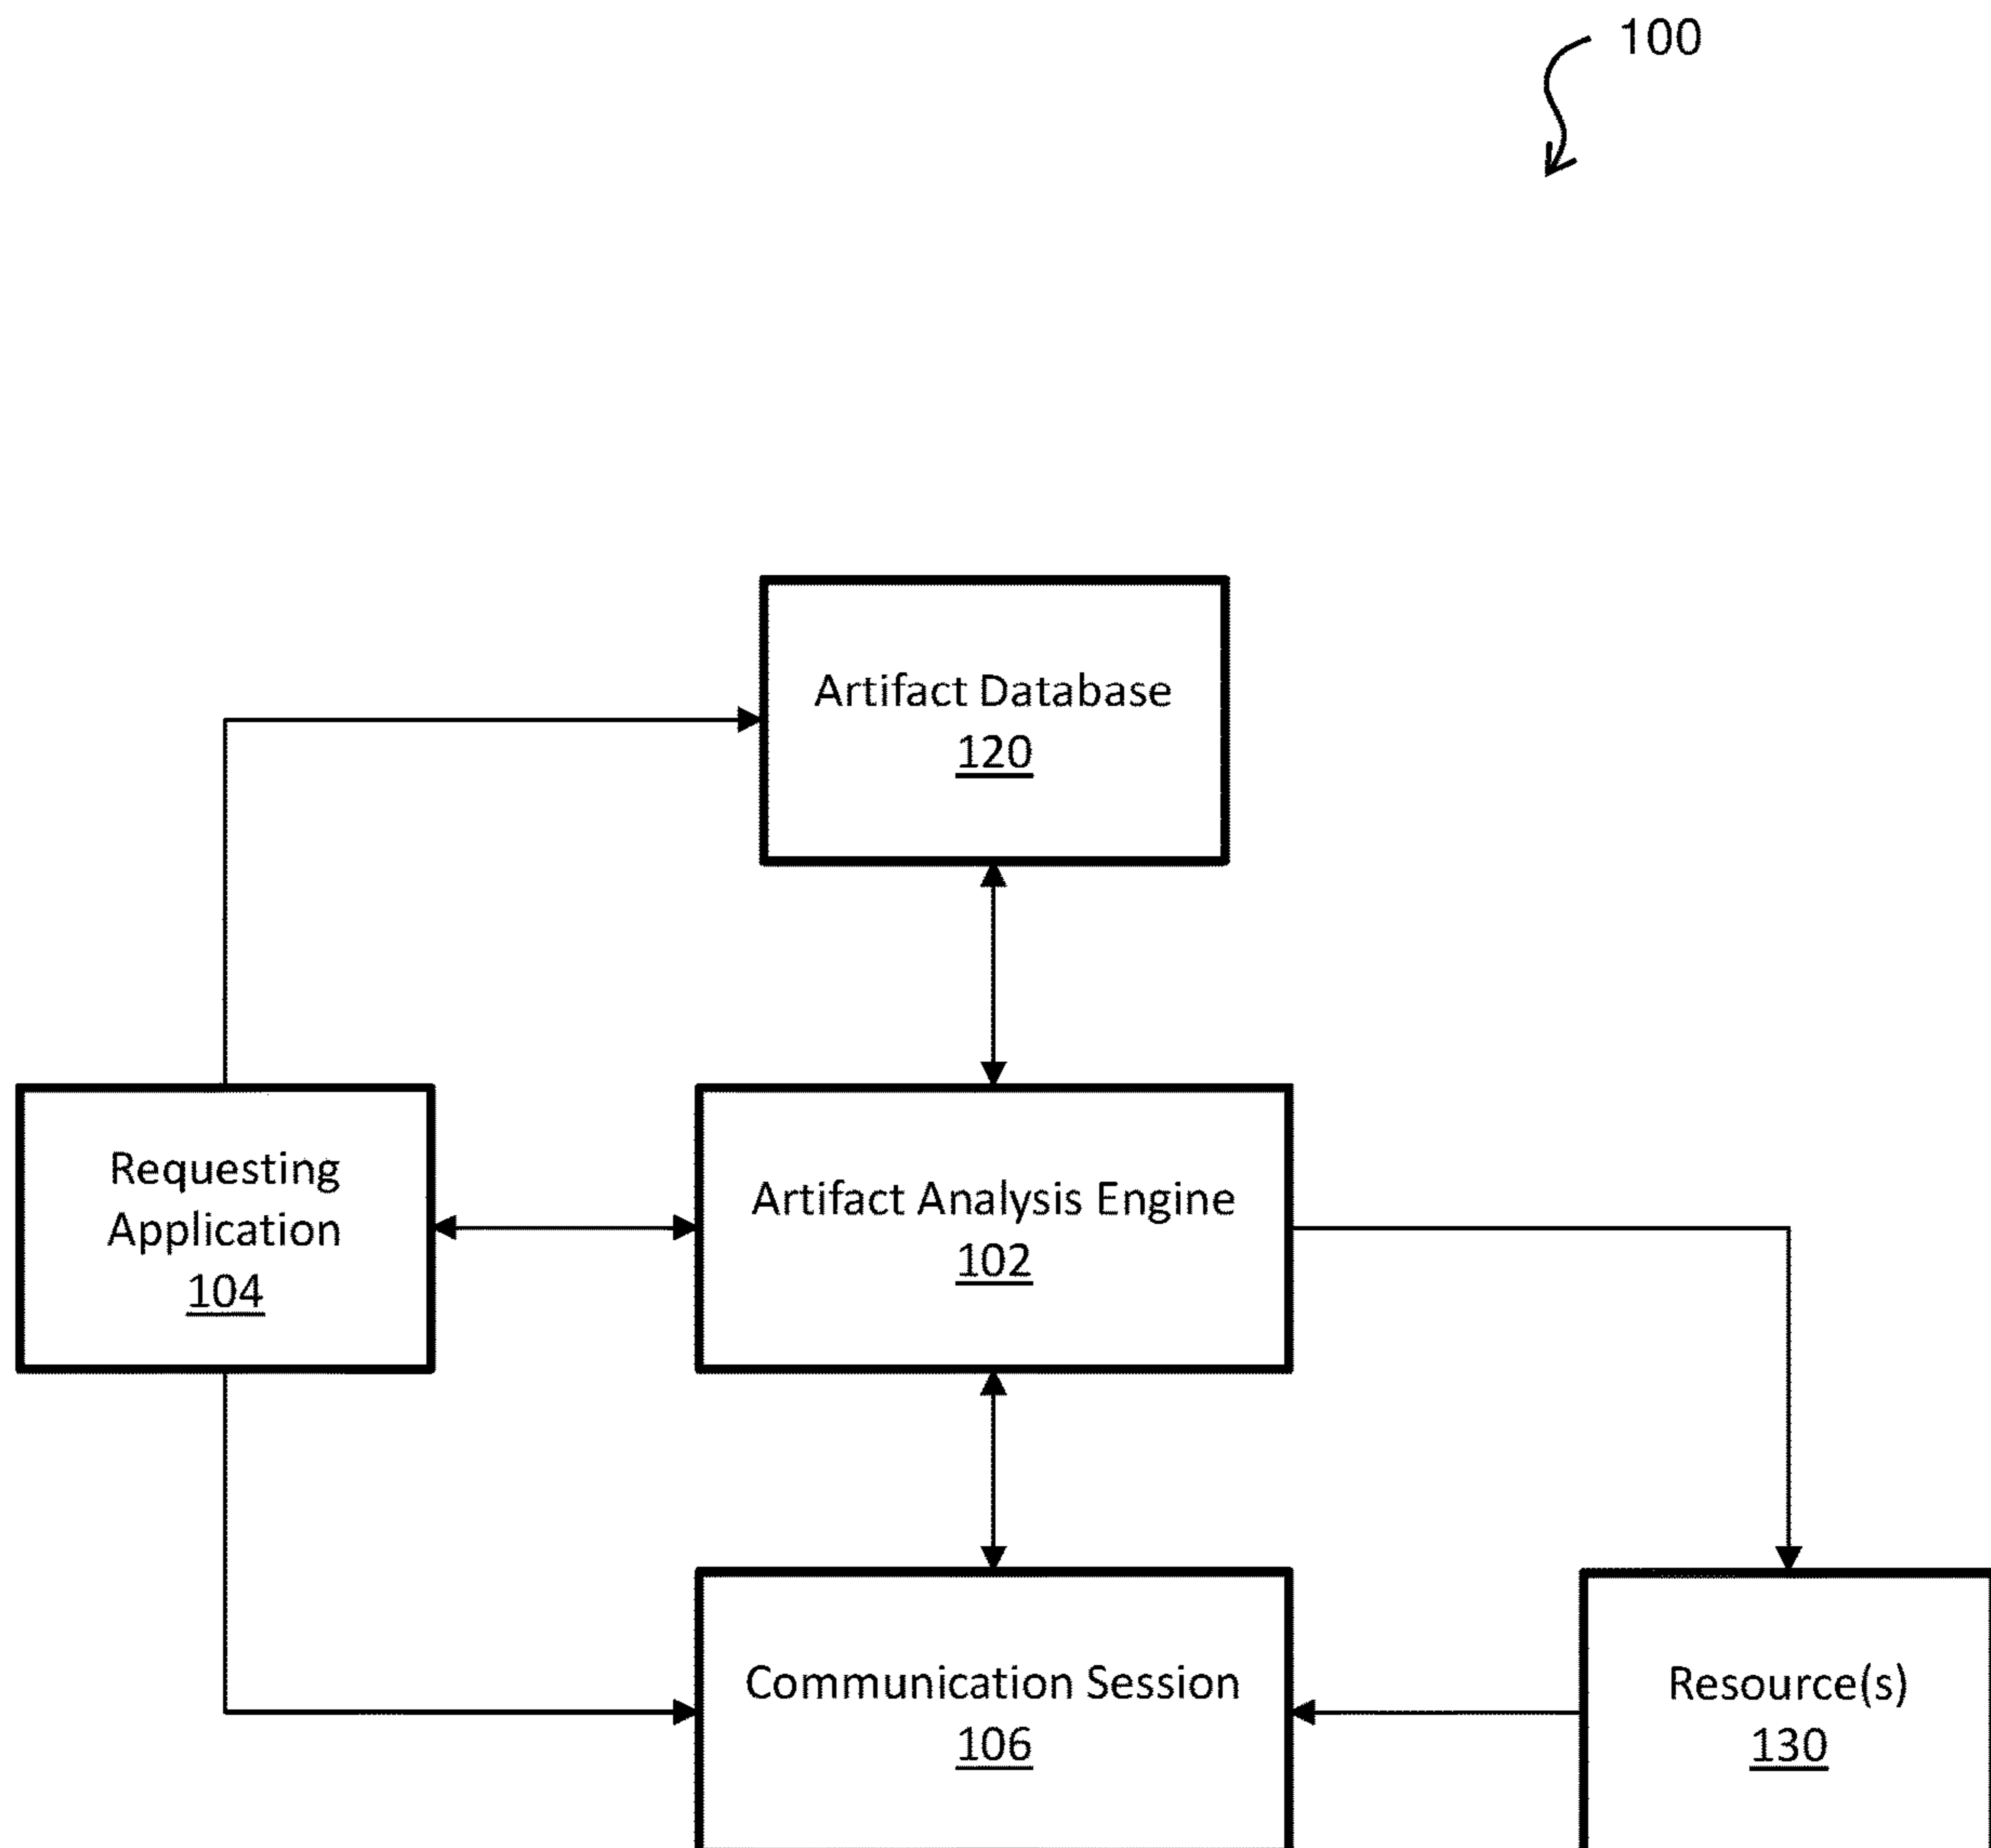 100
Artifact Database
120
Requesting
Application
104
Artifact Analysis Engine
102
Communication Session
106
Resource(s)
130